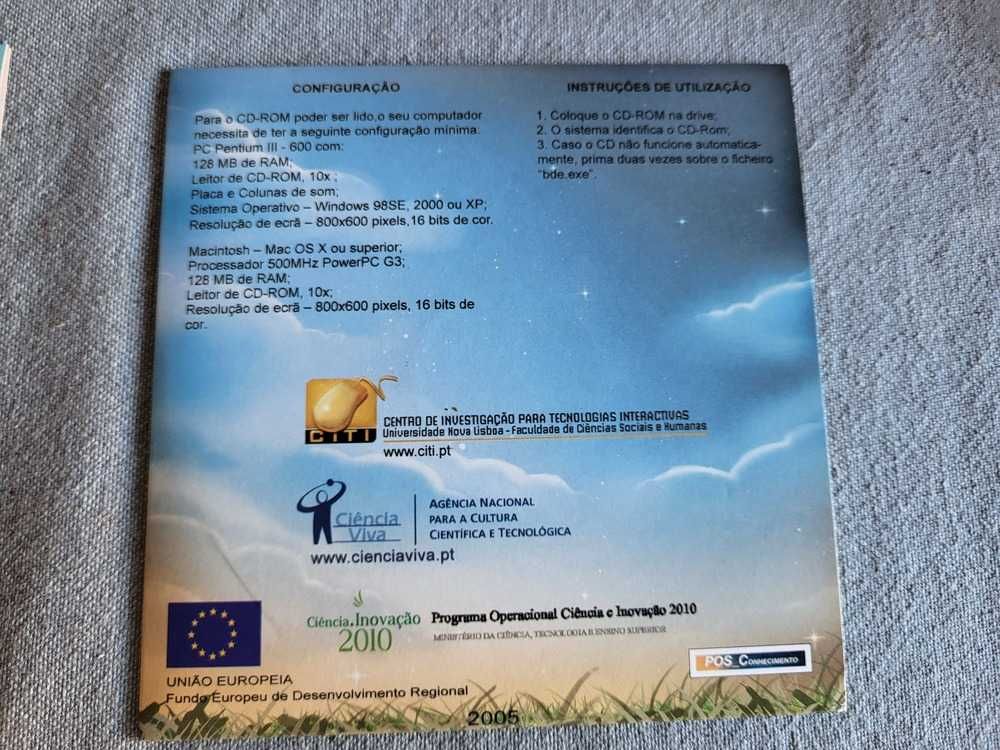 CONFIGURAÇÃO
Para o CD-ROM poder ser lido,o seu computador
necessita de ter a seguinte configuração mínima:
PC Pentium III - 600 com:
128 MB de RAM;
Leitor de CD-ROM, 10x ;
Placa e Colunas de som;
Sistema Operativo – Windows 98SE, 2000 ou XP;
Resolução de ecrã – 800x600 pixels,16 bits de cor.
Macintosh – Mac OS X ou superior;
Processador 500MHz PowerPC G3;
128 MB de RAM;
Leitor de CD-ROM, 10x;
Resolução de ecrã – 800x600 pixels, 16 bits de
cor.
INSTRUÇÕES DE UTILIZAÇÃO
1. Coloque o CD-ROM na drive;
2. O sistema identifica o CD-Rom;
3. Caso o CD não funcione automatica-
mente, prima duas vezes sobre o ficheiro
“bde.exe”.
CITI
CENTRO DE INVESTIGAÇÃO PARA TECNOLOGIAS INTERACTIVAS
Universidade Nova Lisboa - Faculdade de Ciências Sociais e Humanas
www.citi.pt
Ciência
Viva
AGÊNCIA NACIONAL
PARA A CULTURA
CIENTÍFICA E TECNOLÓGICA
www.cienciaviva.pt
Ciência.Inovação
2010
Programa Operacional Ciência e Inovação 2010
MINISTÉRIO DA CIÊNCIA, TECNOLOGIA E ENSINO SUPERIOR
POS_CONHECIMENTO
UNIÃO EUROPEIA
Fundo Europeu de Desenvolvimento Regional
2005